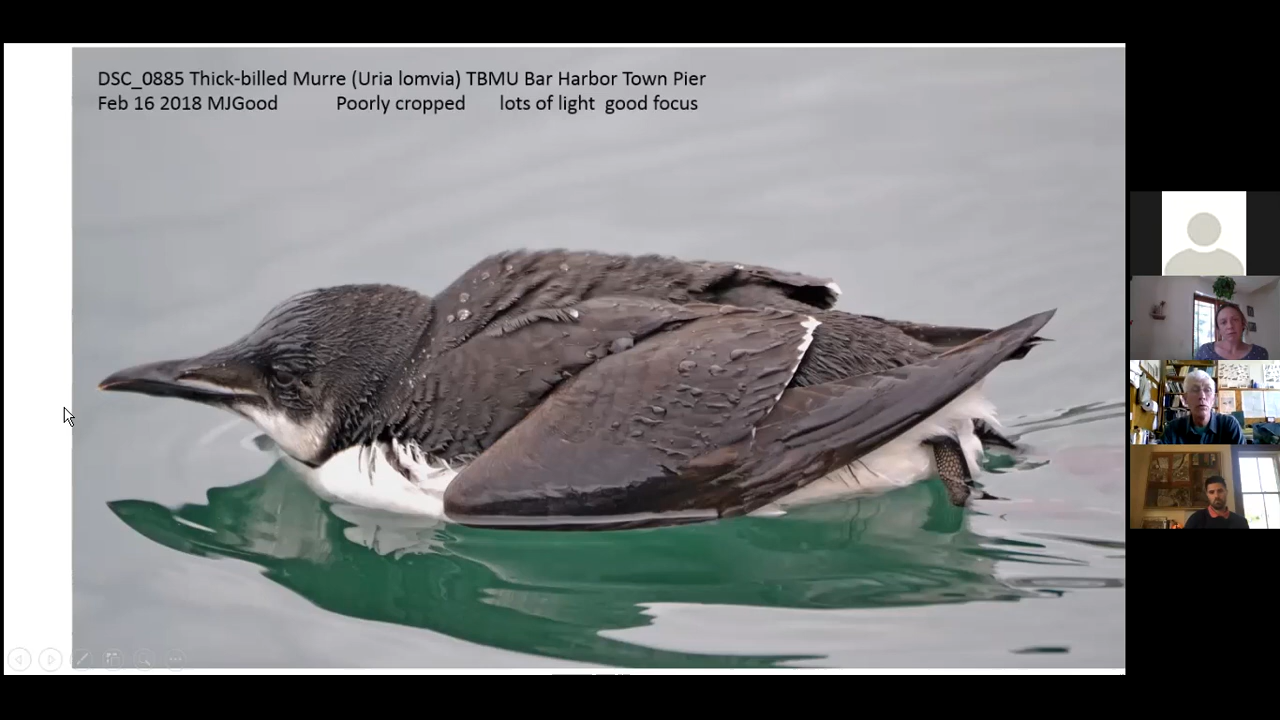 DSC_0885 Thick-billed Murre (Uria lomvia) TBMU Bar Harbor Town Pier
Feb 16 2018 MJGood Poorly cropped lots of light good focus